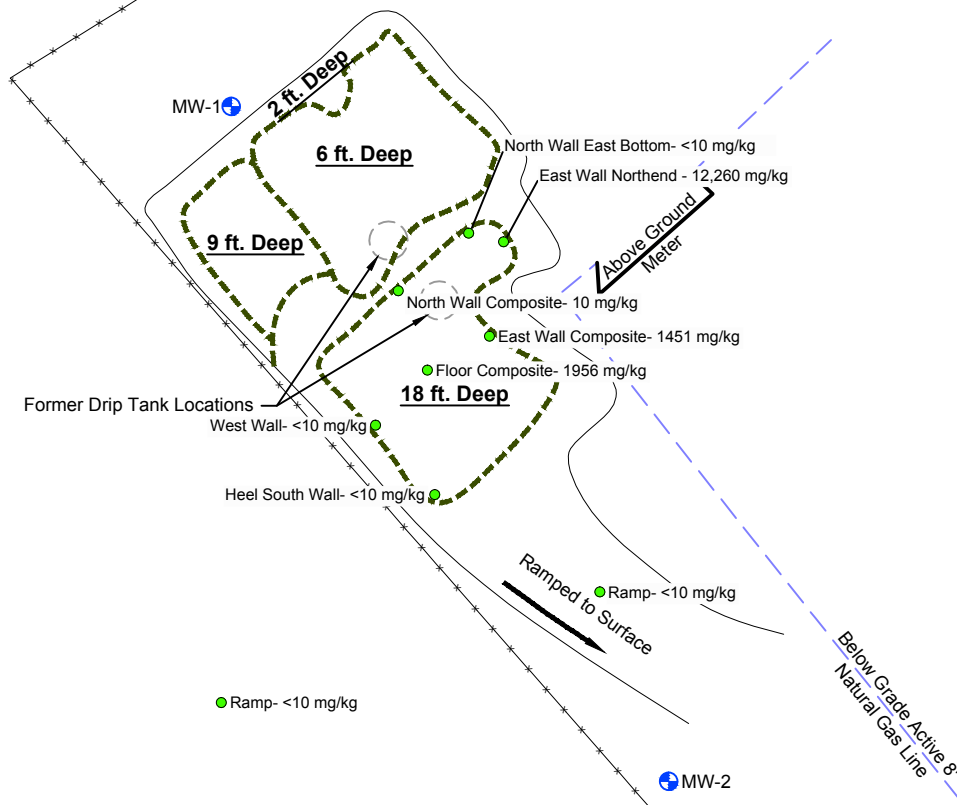 2 ft. Deep
MW-1
6 ft. Deep
North Wall East Bottom- <10 mg/kg
East Wall Northend - 12,260 mg/kg
9 ft. Deep
Above Ground
Meter
North Wall Composite- 10 mg/kg
East Wall Composite- 1451 mg/kg
Floor Composite- 1956 mg/kg
18 ft. Deep
Former Drip Tank Locations
West Wall- <10 mg/kg
Heel South Wall- <10 mg/kg
Ramped to Surface
Ramp- <10 mg/kg
Ramp- <10 mg/kg
Below Grade Active 8"
Natural Gas Line
MW-2